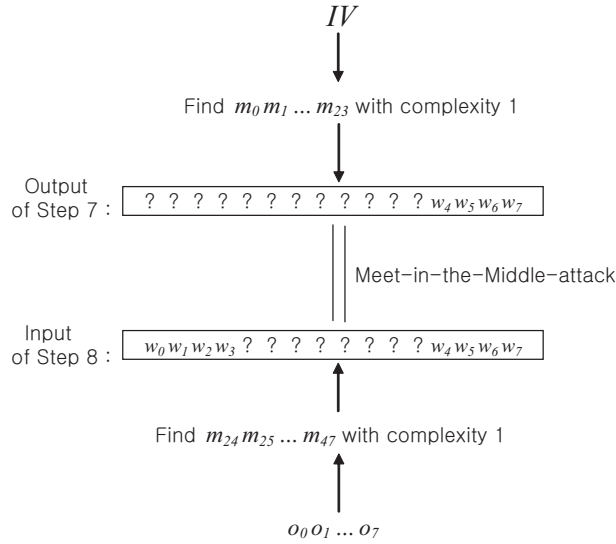 IV
Find m₀ m₁ ... m₂₃ with complexity 1
Output
of Step 7 :
? ? ? ? ? ? ? ? ? ? ? ? w₄ w₅ w₆ w₇
Meet-in-the-Middle-attack
Input
of Step 8 :
w₀ w₁ w₂ w₃ ? ? ? ? ? ? ? ? w₄ w₅ w₆ w₇
Find m₂₄ m₂₅ ... m₄₇ with complexity 1
o₀ o₁ ... o₇